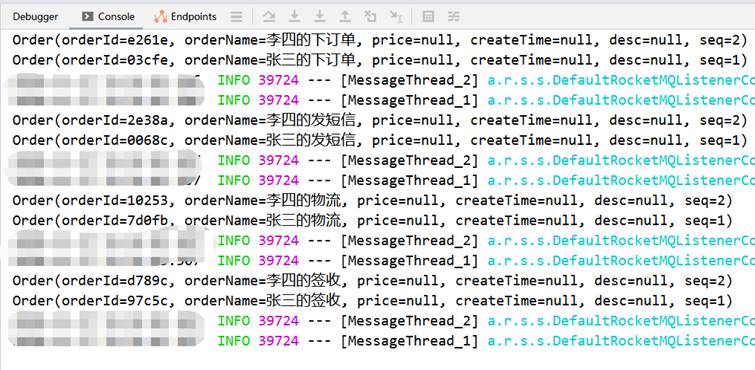 Debugger Console Endpoints
Order(orderId=e261e, orderName=李四的下订单, price=null, createTime=null, desc=null, seq=2)
Order(orderId=03cfe, orderName=张三的下订单, price=null, createTime=null, desc=null, seq=1)
INFO 39724 --- [MessageThread_2] a.r.s.s.DefaultRocketMQListenerCo
INFO 39724 --- [MessageThread_1] a.r.s.s.DefaultRocketMQListenerCo
Order(orderId=2e38a, orderName=李四的发短信, price=null, createTime=null, desc=null, seq=2)
Order(orderId=0068c, orderName=张三的发短信, price=null, createTime=null, desc=null, seq=1)
INFO 39724 --- [MessageThread_2] a.r.s.s.DefaultRocketMQListenerCo
INFO 39724 --- [MessageThread_1] a.r.s.s.DefaultRocketMQListenerCo
Order(orderId=10253, orderName=李四的物流, price=null, createTime=null, desc=null, seq=2)
Order(orderId=7d0fb, orderName=张三的物流, price=null, createTime=null, desc=null, seq=1)
INFO 39724 --- [MessageThread_2] a.r.s.s.DefaultRocketMQListenerCo
INFO 39724 --- [MessageThread_1] a.r.s.s.DefaultRocketMQListenerCo
Order(orderId=d789c, orderName=李四的签收, price=null, createTime=null, desc=null, seq=2)
Order(orderId=97c5c, orderName=张三的签收, price=null, createTime=null, desc=null, seq=1)
INFO 39724 --- [MessageThread_2] a.r.s.s.DefaultRocketMQListenerCo
INFO 39724 --- [MessageThread_1] a.r.s.s.DefaultRocketMQListenerCo